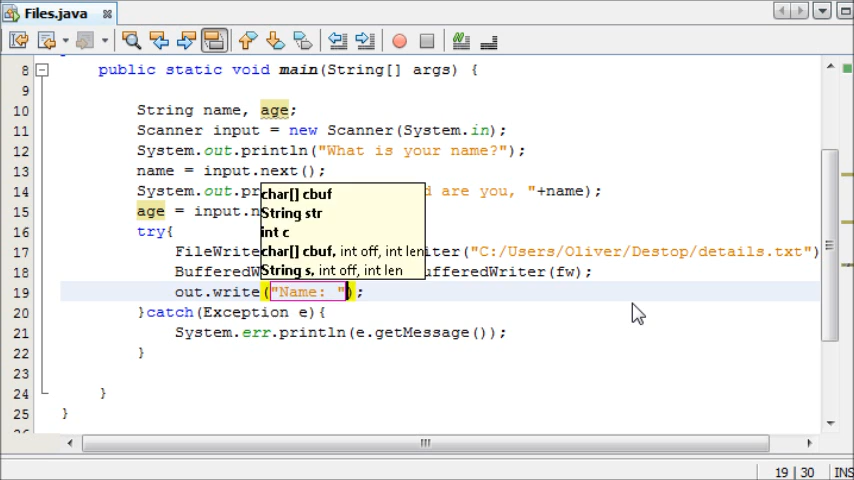 Files.java
8 public static void main(String[] args) {
9
10 String name, age;
11 Scanner input = new Scanner(System.in);
12 System.out.println("What is your name?");
13 name = input.next();
14 System.out.pr d are you, "+name);
15 age = input.n
16 try{
17 FileWrite iter("C:/Users/Oliver/Destop/details.txt")
18 BufferedW ufferedWriter(fw);
19 out.write("Name: ");
20 }catch(Exception e){
21 System.err.println(e.getMessage());
22 }
23
24 }
25 }
char[] cbuf
String str
int c
char[] cbuf, int off, int len
String s, int off, int len
19 | 30 INS